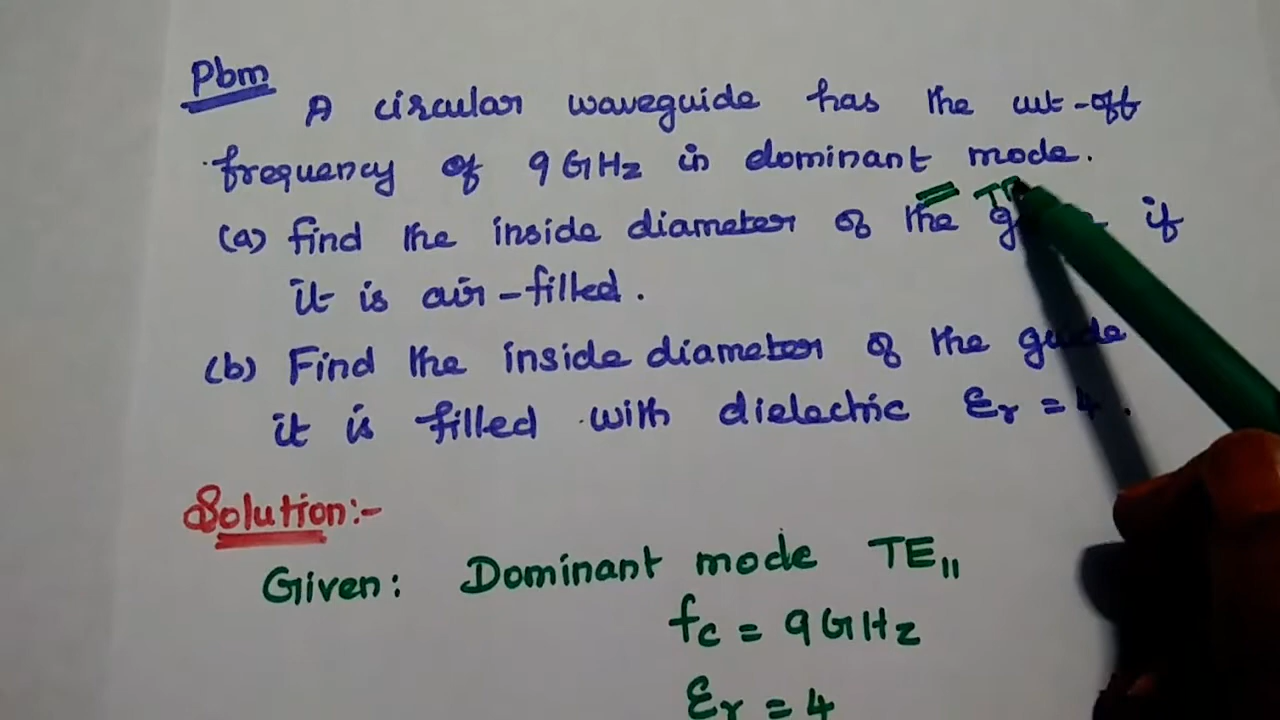 Pbm
A circular waveguide has the cut-off
frequency of 9 GHz in dominant mode.
(a) find the inside diameter of the if
it is air-filled.
(b) Find the inside diameter of the guide
it is filled with dielectric εr = 4.
Solution:-
Given: Dominant mode TE11
fc = 9 GHz
εr = 4